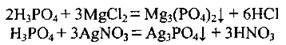 2H₃PO₄ + 3MgCl₂ = Mg₃(PO₄)₂↓ + 6HCl
H₃PO₄ + 3AgNO₃ = Ag₃PO₄↓ + 3HNO₃